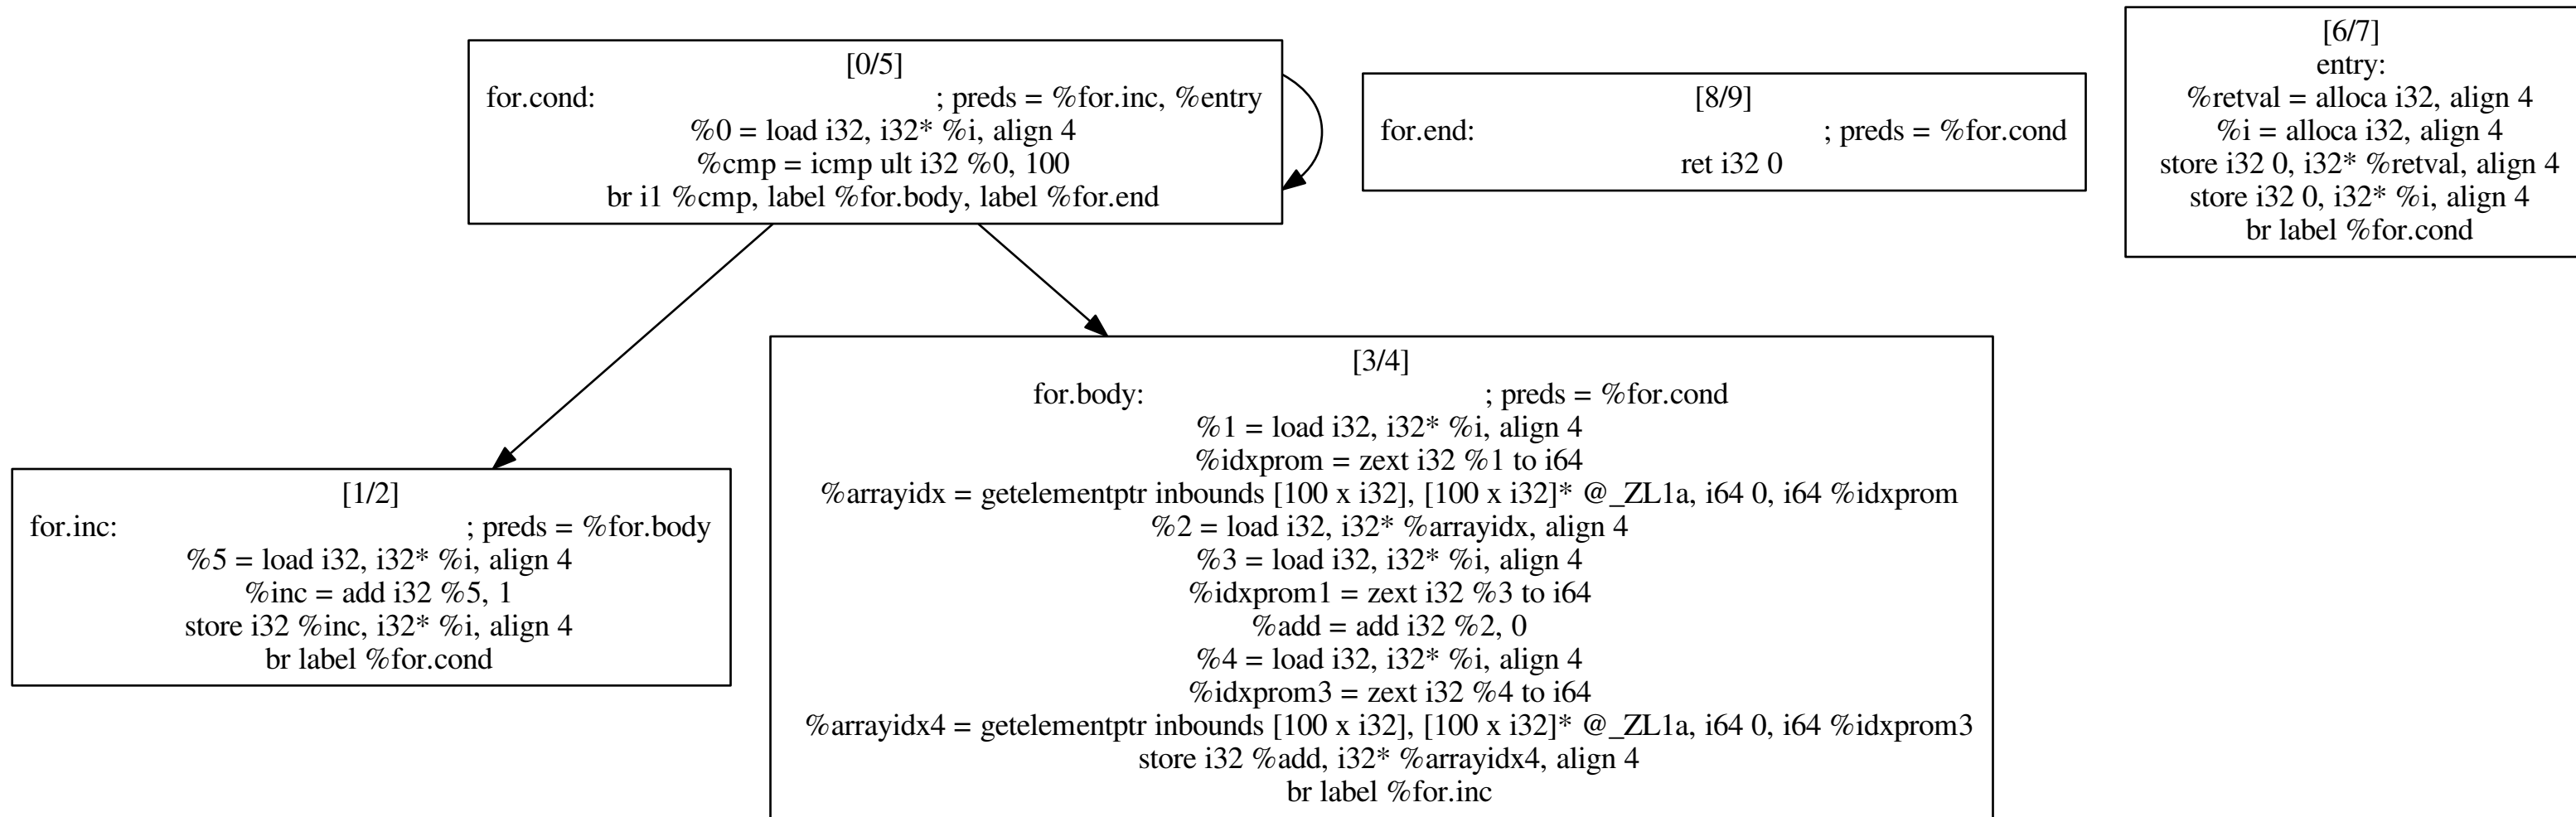 [0/5]
for.cond: ; preds = %for.inc, %entry
%0 = load i32, i32* %i, align 4
%cmp = icmp ult i32 %0, 100
br i1 %cmp, label %for.body, label %for.end
[8/9]
for.end: ; preds = %for.cond
ret i32 0
[6/7]
entry:
%retval = alloca i32, align 4
%i = alloca i32, align 4
store i32 0, i32* %retval, align 4
store i32 0, i32* %i, align 4
br label %for.cond
[1/2]
for.inc: ; preds = %for.body
%5 = load i32, i32* %i, align 4
%inc = add i32 %5, 1
store i32 %inc, i32* %i, align 4
br label %for.cond
[3/4]
for.body: ; preds = %for.cond
%1 = load i32, i32* %i, align 4
%idxprom = zext i32 %1 to i64
%arrayidx = getelementptr inbounds [100 x i32], [100 x i32]* @_ZL1a, i64 0, i64 %idxprom
%2 = load i32, i32* %arrayidx, align 4
%3 = load i32, i32* %i, align 4
%idxprom1 = zext i32 %3 to i64
%add = add i32 %2, 0
%4 = load i32, i32* %i, align 4
%idxprom3 = zext i32 %4 to i64
%arrayidx4 = getelementptr inbounds [100 x i32], [100 x i32]* @_ZL1a, i64 0, i64 %idxprom3
store i32 %add, i32* %arrayidx4, align 4
br label %for.inc